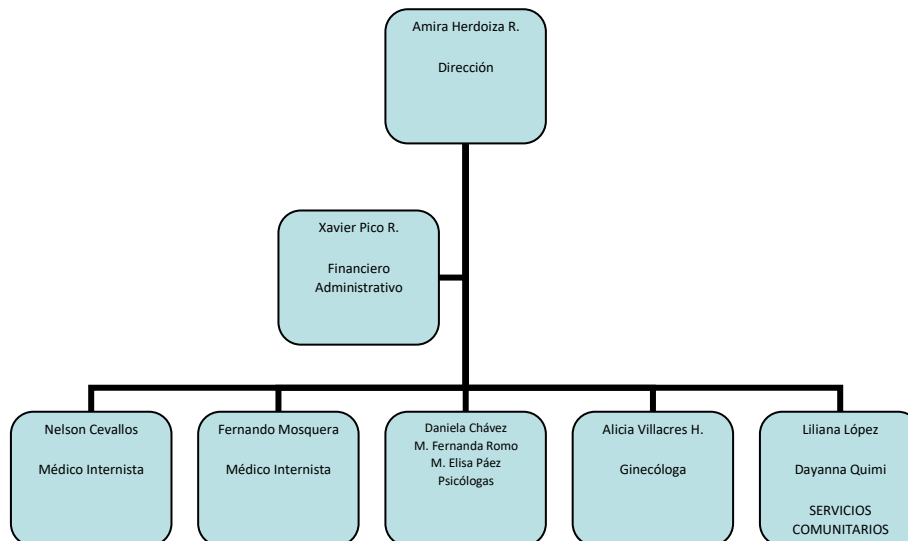 Amira Herdoiza R.
Dirección
Xavier Pico R.
Financiero
Administrativo
Nelson Cevallos
Médico Internista
Fernando Mosquera
Médico Internista
Daniela Chávez
M. Fernanda Romo
M. Elisa Páez
Psicólogas
Alicia Villacres H.
Ginecóloga
Liliana López
Dayanna Quimi
SERVICIOS
COMUNITARIOS